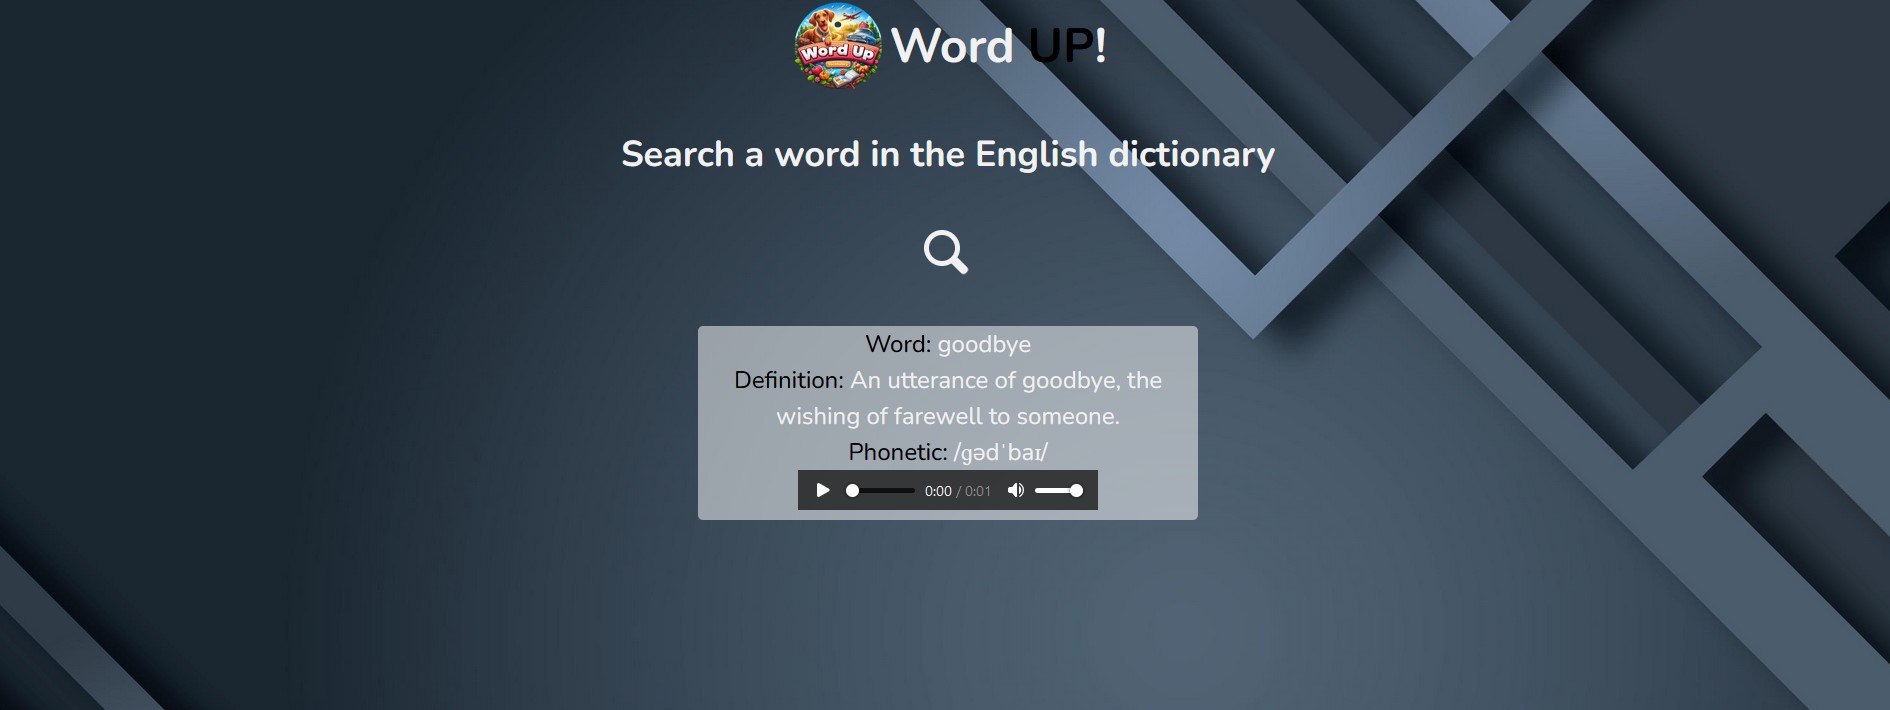 Word Up
Word UP!
Search a word in the English dictionary
Word: goodbye
Definition: An utterance of goodbye, the
wishing of farewell to someone.
Phonetic: /ɡədˈbaɪ/
0:00 / 0:01